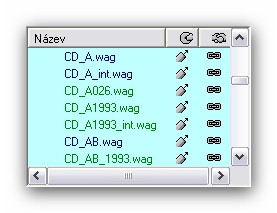 Název
CD_A.wag
CD_A_int.wag
CD_A026.wag
CD_A1993.wag
CD_A1993_int.wag
CD_AB.wag
CD_AB_1993.wag